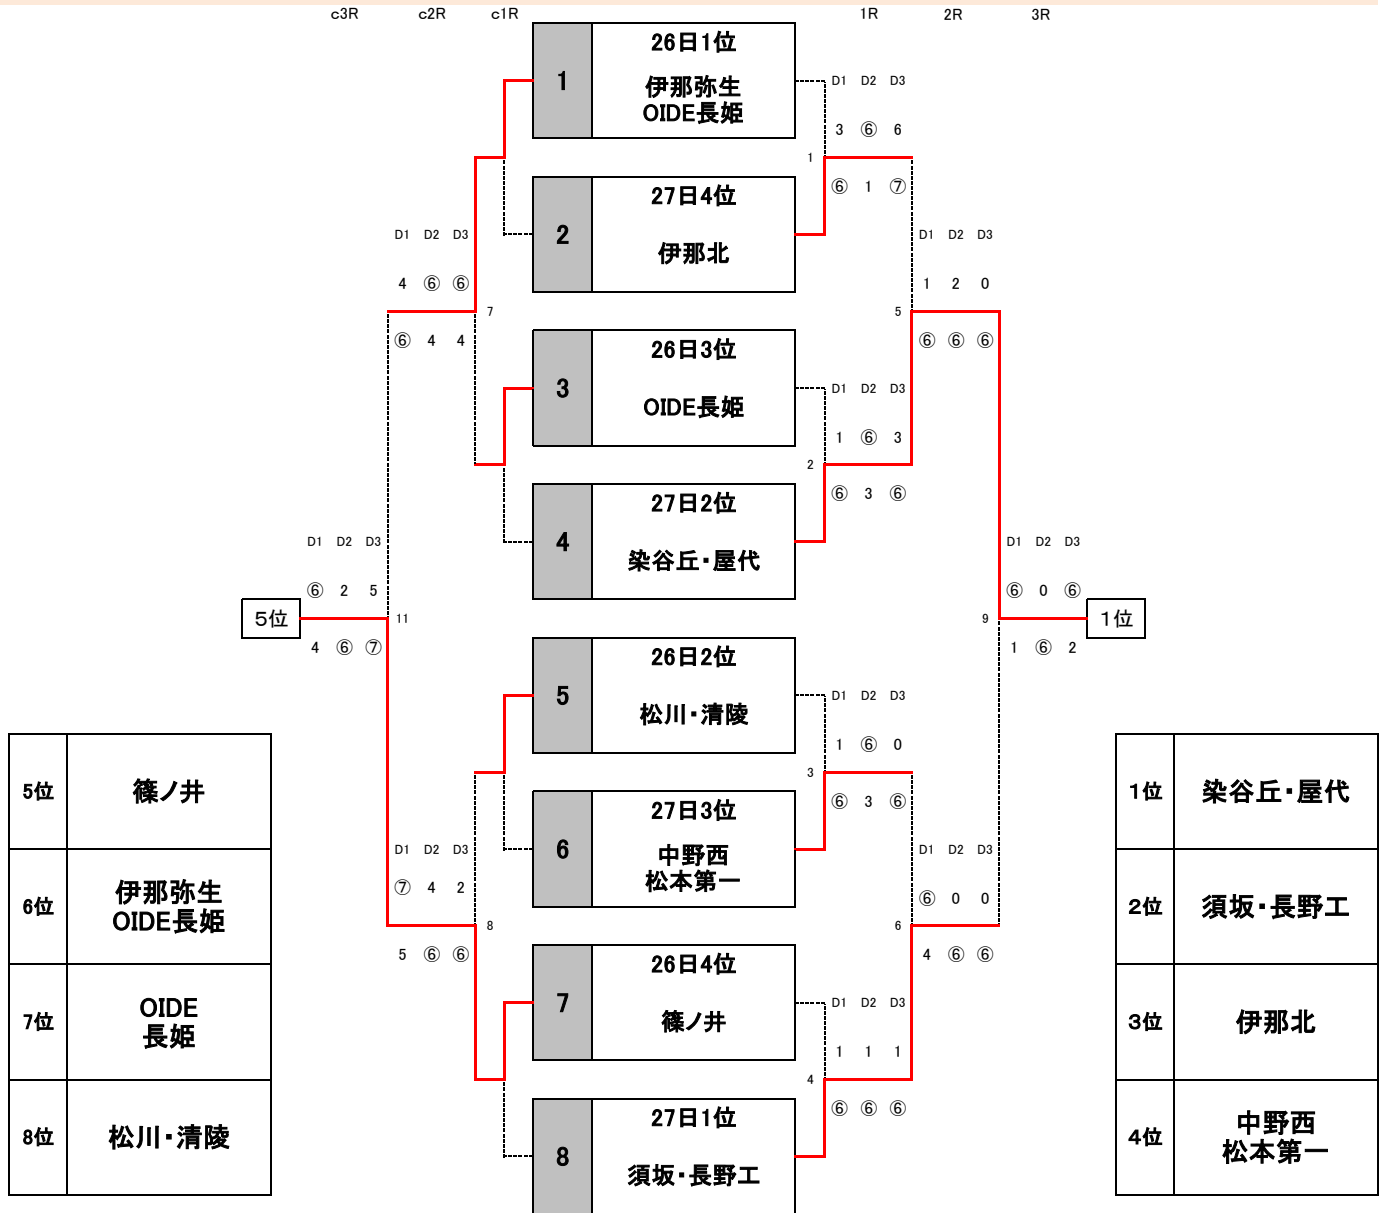 c3R c2R c1R 1R 2R 3R
1 26日1位
伊那弥生
OIDE長姫
D1 D2 D3
3 ⑥ 6
1
⑥ 1 ⑦
2 27日4位
伊那北
D1 D2 D3
4 ⑥ ⑥
7
⑥ 4 4
D1 D2 D3
1 2 0
5
⑥ ⑥ ⑥
3 26日3位
OIDE長姫
D1 D2 D3
1 ⑥ 3
2
⑥ 3 ⑥
4 27日2位
染谷丘・屋代
D1 D2 D3
⑥ 2 5
5位 11
4 ⑥ ⑦
D1 D2 D3
⑥ 0 ⑥
9 1位
1 ⑥ 2
5 26日2位
松川・清陵
D1 D2 D3
1 ⑥ 0
3
⑥ 3 ⑥
6 27日3位
中野西
松本第一
D1 D2 D3
⑦ 4 2
8
5 ⑥ ⑥
D1 D2 D3
⑥ 0 0
6
4 ⑥ ⑥
7 26日4位
篠ノ井
D1 D2 D3
1 1 1
4
⑥ ⑥ ⑥
8 27日1位
須坂・長野工
5位 篠ノ井
6位 伊那弥生
OIDE長姫
7位 OIDE
長姫
8位 松川・清陵
1位 染谷丘・屋代
2位 須坂・長野工
3位 伊那北
4位 中野西
松本第一